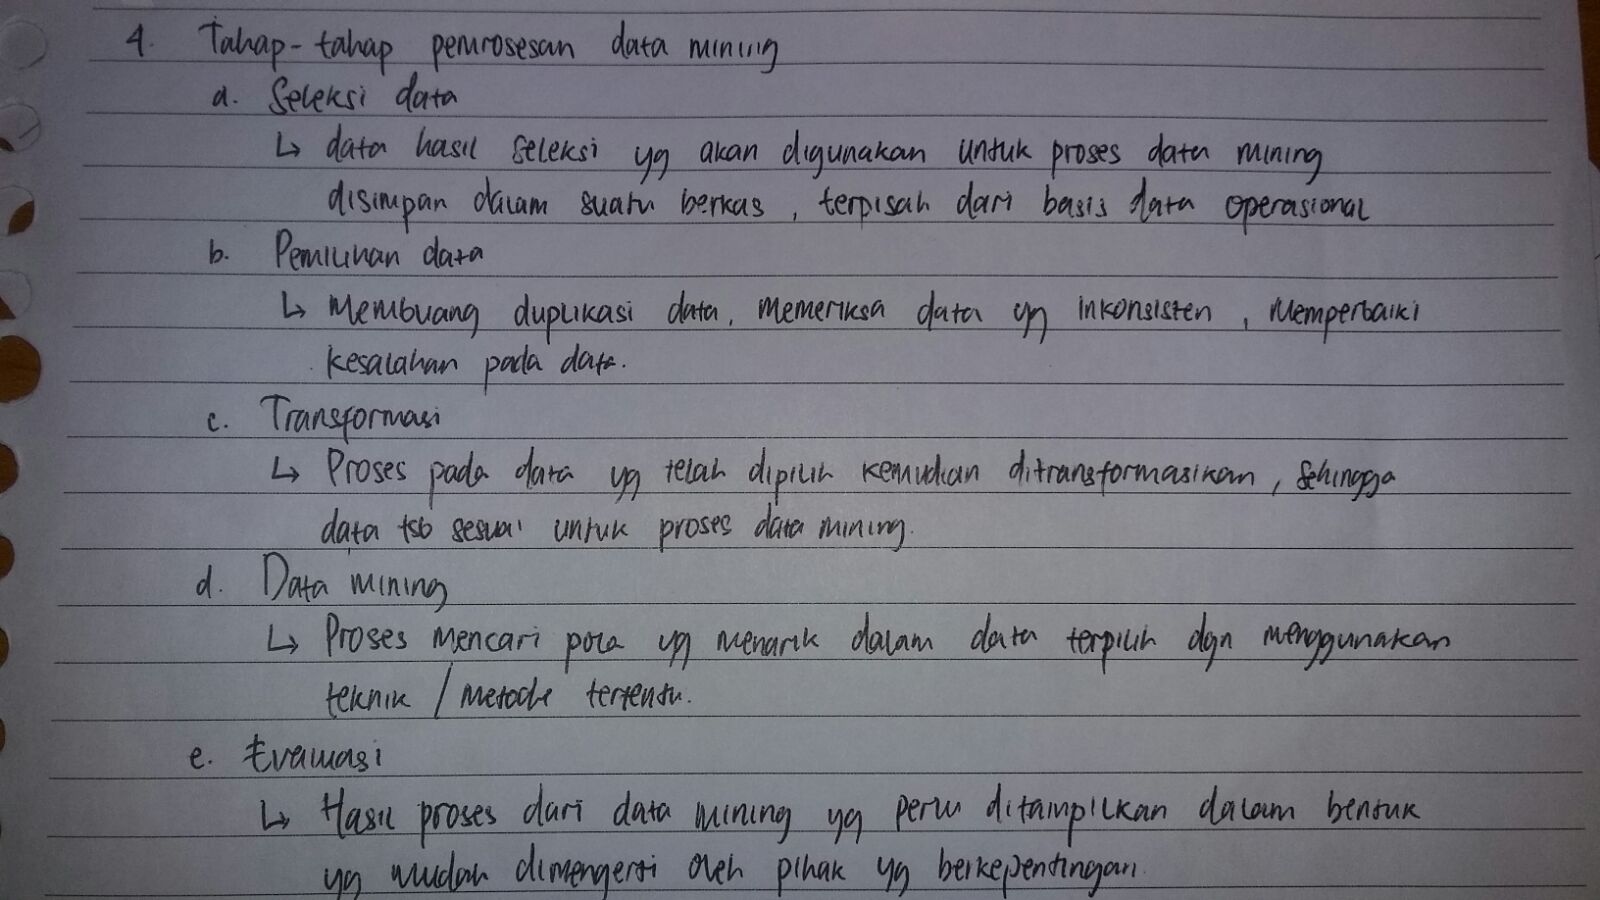 4. Tahap-tahap pemrosesan data mining
a. Seleksi data
↳ data hasil seleksi yg akan digunakan untuk proses data mining
disimpan dalam suatu berkas, terpisah dari basis data operasional
b. Pemilihan data
↳ Membuang duplikasi data, memeriksa data yg inkonsisten, memperbaiki
kesalahan pada data.
c. Transformasi
↳ Proses pada data yg telah dipilih kemudian ditransformasikan, sehingga
data tsb sesuai untuk proses data mining.
d. Data mining
↳ Proses mencari pola yg menarik dalam data terpilih dgn menggunakan
teknik / metode tertentu.
e. Evaluasi
↳ Hasil proses dari data mining yg perlu ditampilkan dalam bentuk
yg mudah dimengerti oleh pihak yg berkepentingan.